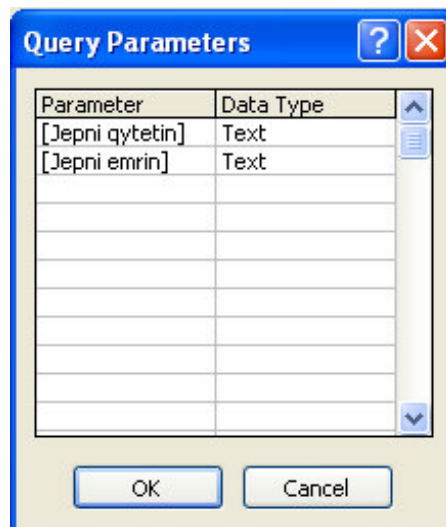 Query Parameters
Parameter Data Type
[Jepni qytetin] Text
[Jepni emrin] Text
OK Cancel